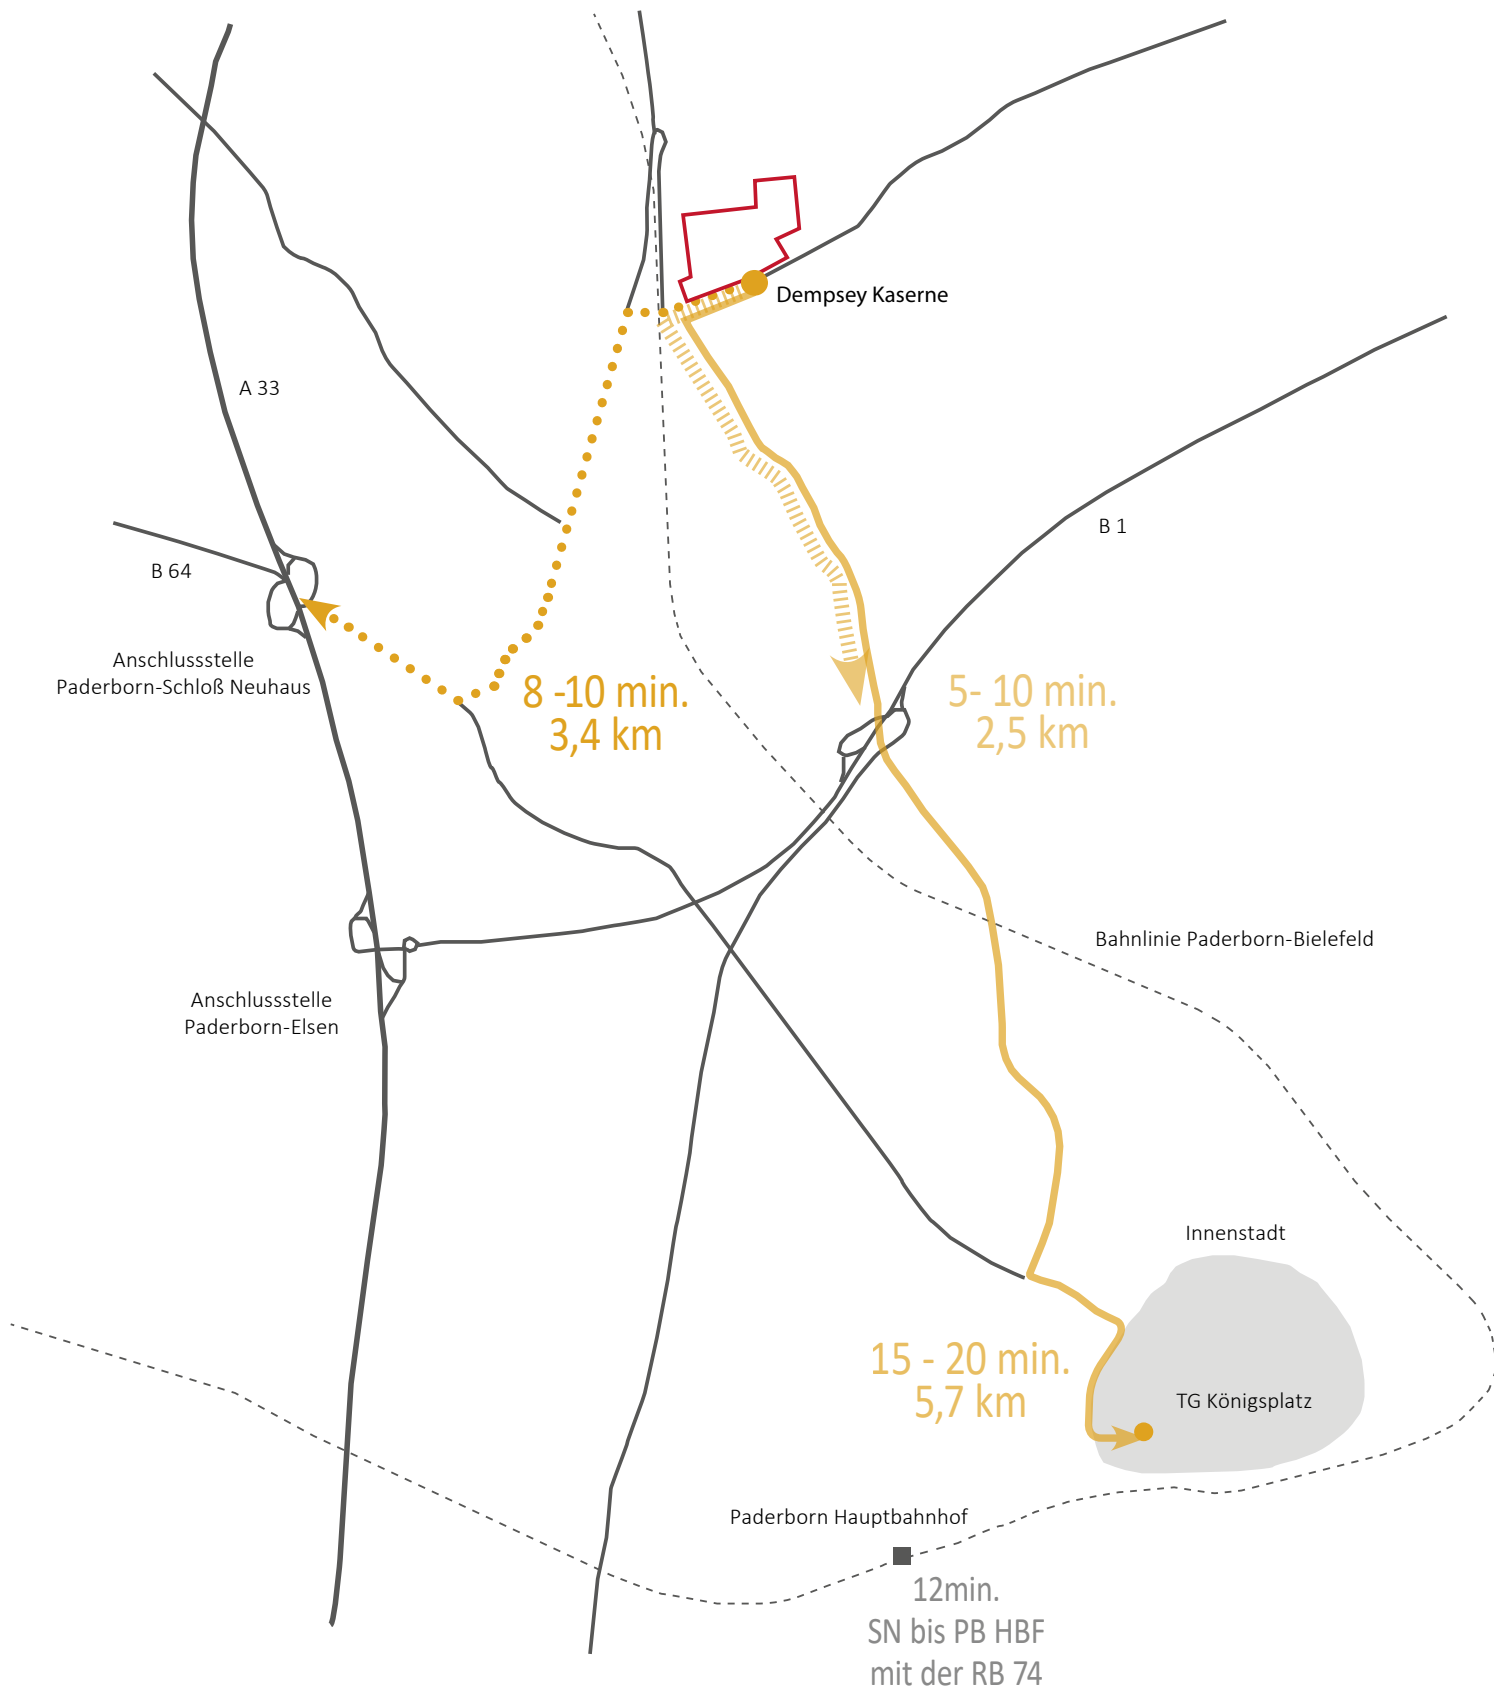 Dempsey Kaserne
A 33
B 1
B 64
Anschlussstelle
Paderborn-Schloß Neuhaus
8 -10 min.
3,4 km
5- 10 min.
2,5 km
Bahnlinie Paderborn-Bielefeld
Anschlussstelle
Paderborn-Elsen
Innenstadt
15 - 20 min.
5,7 km
TG Königsplatz
Paderborn Hauptbahnhof
12min.
SN bis PB HBF
mit der RB 74